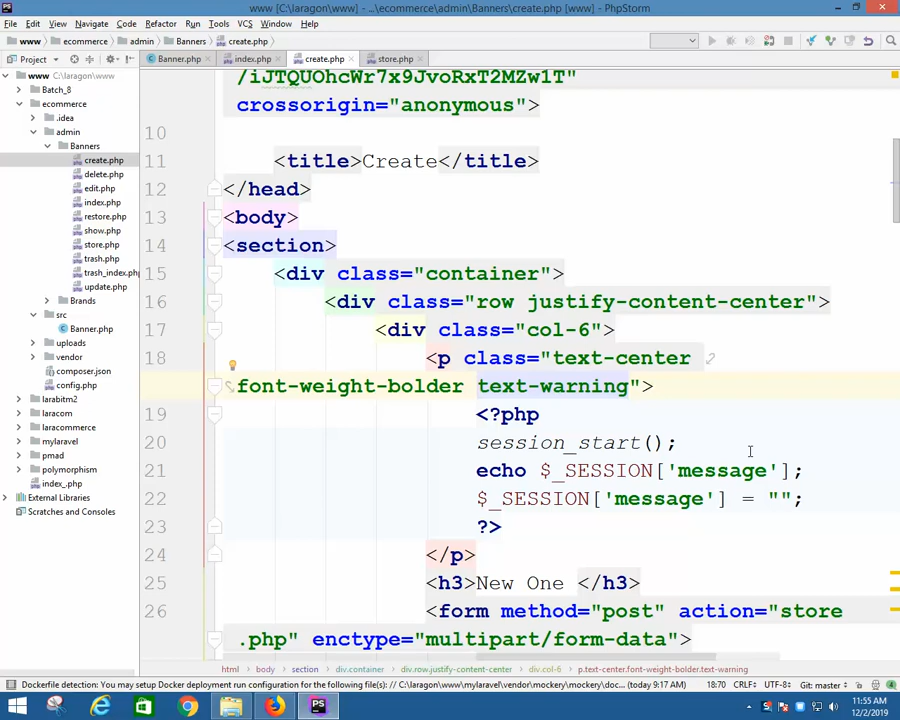 www [C:\laragon\www] - ...\ecommerce\admin\Banners\create.php [www] - PhpStorm
File Edit View Navigate Code Refactor Run Tools VCS Window Help
www ecommerce admin Banners create.php
Project Banner.php index.php create.php store.php
www C:\laragon\www
Batch_8
ecommerce
.idea
admin
Banners
create.php
delete.php
edit.php
index.php
restore.php
show.php
store.php
trash.php
trash_index.php
update.php
Brands
src
Banner.php
uploads
vendor
composer.json
config.php
larabitm2
laracom
laracommerce
mylaravel
pmad
polymorphism
index_.php
External Libraries
Scratches and Consoles
/iJTQUOhcWr7x9JvoRxT2MZw1T"
crossorigin="anonymous">
10
11 <title>Create</title>
12 </head>
13 <body>
14 <section>
15 <div class="container">
16 <div class="row justify-content-center">
17 <div class="col-6">
18 <p class="text-center
font-weight-bolder text-warning">
19 <?php
20 session_start();
21 echo $_SESSION['message'];
22 $_SESSION['message'] = "";
23 ?>
24 </p>
25 <h3>New One </h3>
26 <form method="post" action="store
.php" enctype="multipart/form-data">
html body section div.container div.row.justify-content-center div.col-6 p.text-center.font-weight-bolder.text-warning
Dockerfile detection: You may setup Docker deployment run configuration for the following file(s): // C:\laragon\www\mylaravel\vendor\mockery\mockery\doc... (today 9:17 AM) 18:70 CRLF÷ UTF-8÷ Git: master÷
11:55 AM
12/2/2019